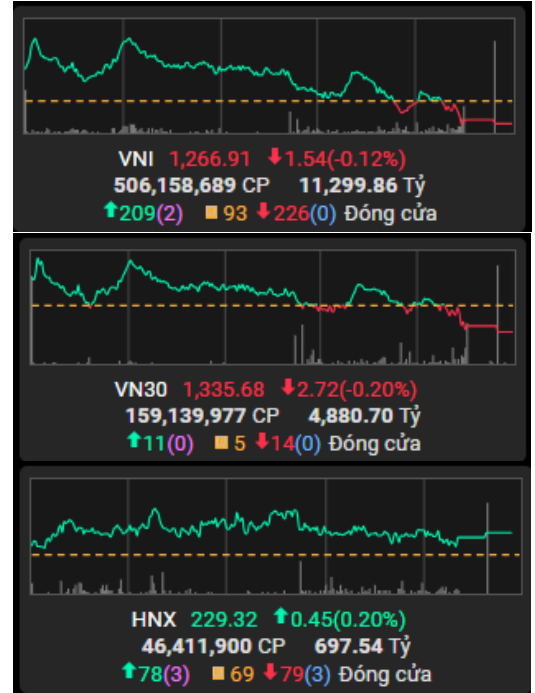 VNI 1,266.91 1.54(-0.12%)
506,158,689 CP 11,299.86 Tỷ
209(2) 93 226(0) Đóng cửa
VN30 1,335.68 2.72(-0.20%)
159,139,977 CP 4,880.70 Tỷ
11(0) 5 14(0) Đóng cửa
HNX 229.32 0.45(0.20%)
46,411,900 CP 697.54 Tỷ
78(3) 69 79(3) Đóng cửa